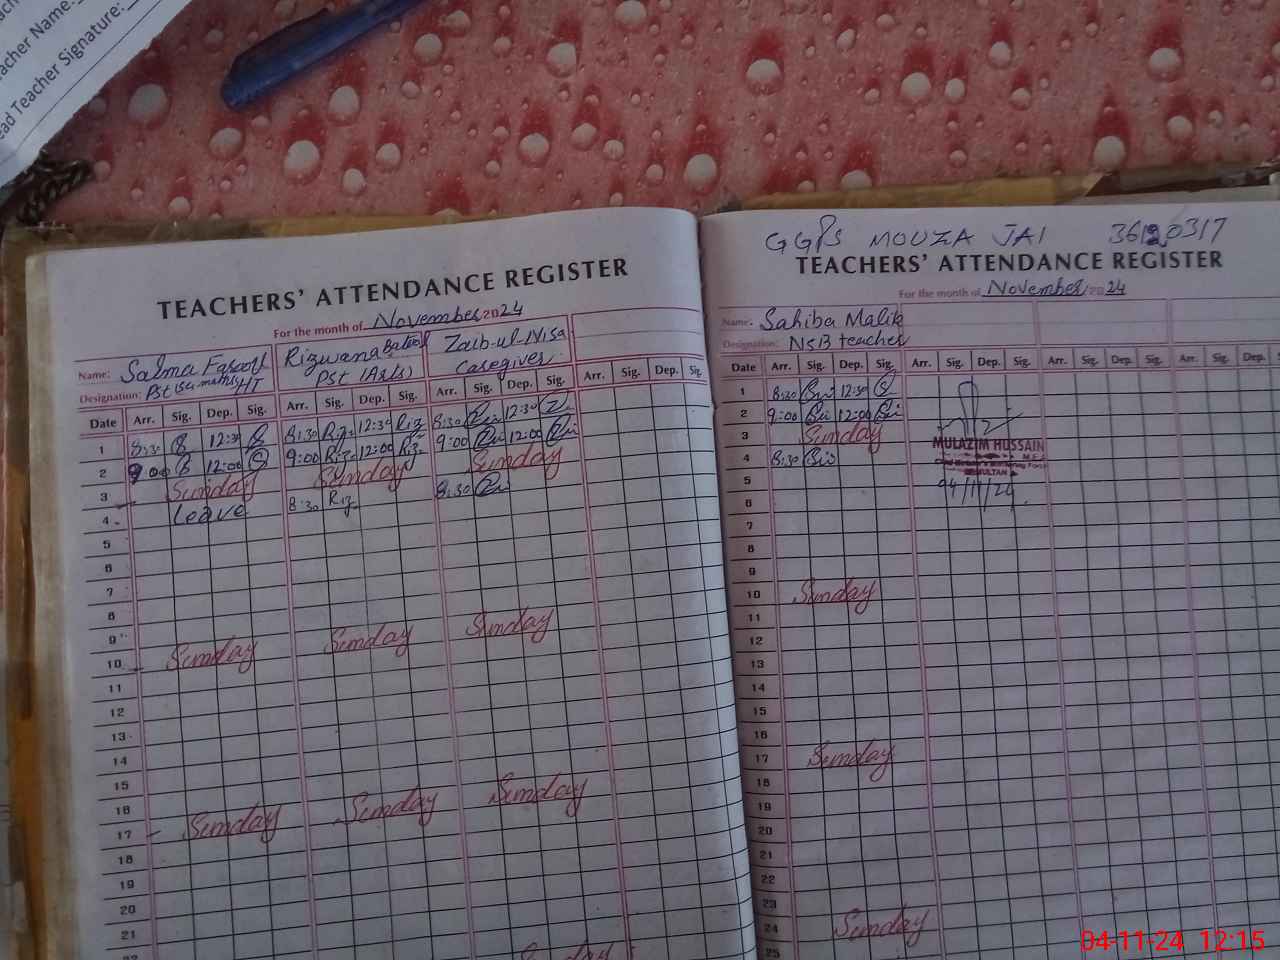 acher Name:
ead Teacher Signature:
TEACHERS' ATTENDANCE REGISTER
For the month of November 2024
Name: Salma Rizwana Batool Zaib-ul-Nisa
Designation: Pst HT Pst (Arts) Caregiver
Date Arr. Sig. Dep. Sig. Arr. Sig. Dep. Sig. Arr. Sig. Dep. Sig. Arr. Sig. Dep. Sig.
1 8:30 12:30 8:30 Riz 12:30 Riz 8:30 12:30
2 9:00 12:00 9:00 Riz 12:00 Riz 9:00 12:00
3 Sunday Sunday Sunday
4 Leave 8:30 Riz 8:30
5
6
7
8
9
10 Sunday Sunday Sunday
11
12
13
14
15
16
17 Sunday Sunday Sunday
18
19
20
21
22 Sunday
GGPS MOUZA JAI
TEACHERS' ATTENDANCE REGISTER
For the month of November 2024
Name: Sahiba Malik
Designation: NSB teacher
Date Arr. Sig. Dep. Sig. Arr. Sig. Dep. Sig. Arr. Sig. Dep. Sig. Arr. Sig. Dep.
1 8:30 12:30
2 9:00 12:00
3 Sunday
4 8:30
5
6
7
8
9
10 Sunday
11
12
13
14
15
16
17 Sunday
18
19
20
21
22
23
24 Sunday
25
MULAZIM HUSSAIN
MULTAN
04/11/24
04-11-24 12:15